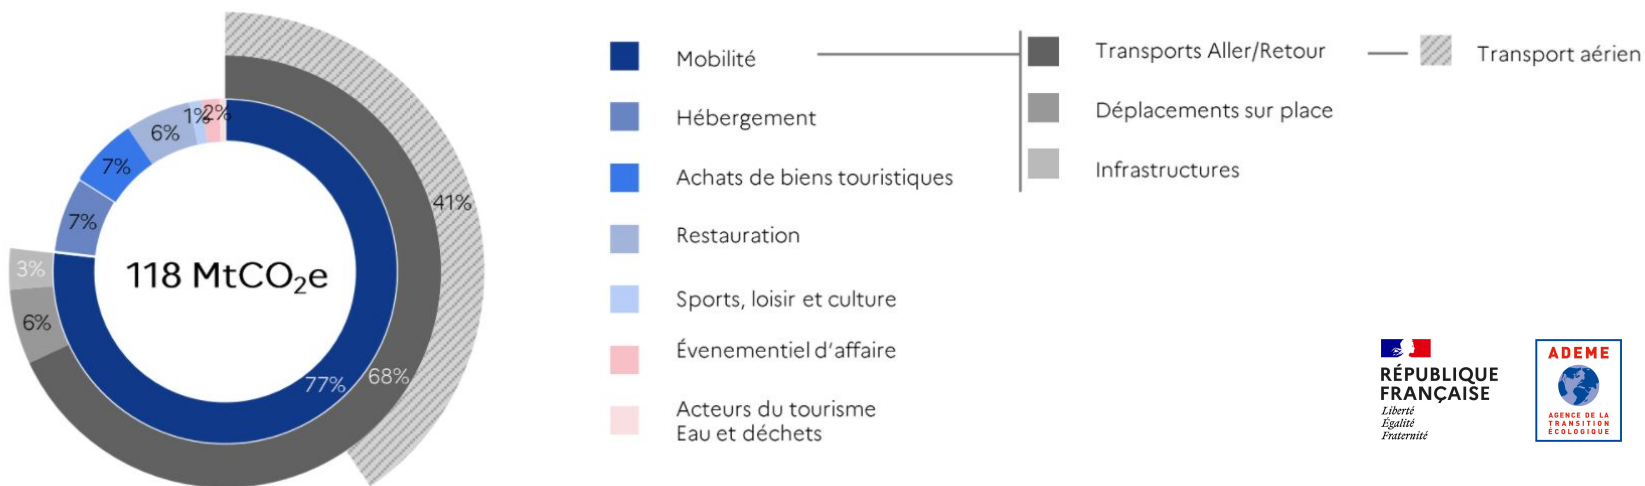 1%
2%
6%
7%
7%
41%
118 MtCO₂e
3%
6%
77%
68%
Mobilité
Hébergement
Achats de biens touristiques
Restauration
Sports, loisir et culture
Évenementiel d'affaire
Acteurs du tourisme
Eau et déchets
Transports Aller/Retour
Déplacements sur place
Infrastructures
Transport aérien
RÉPUBLIQUE
FRANÇAISE
Liberté
Égalité
Fraternité
ADEME
AGENCE DE LA
TRANSITION
ÉCOLOGIQUE